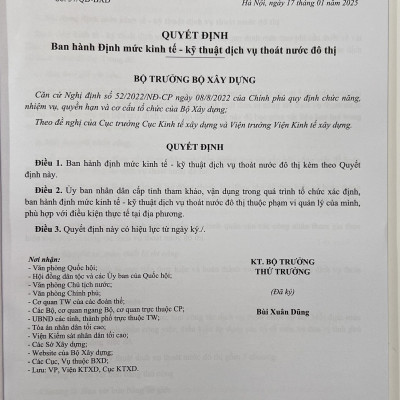 Hà Nội, ngày 17 tháng 01 năm 2025
QUYẾT ĐỊNH
Ban hành Định mức kinh tế - kỹ thuật dịch vụ thoát nước đô thị
BỘ TRƯỞNG BỘ XÂY DỰNG
Căn cứ Nghị định số 52/2022/NĐ-CP ngày 08/8/2022 của Chính phủ quy định chức năng,
nhiệm vụ, quyền hạn và cơ cấu tổ chức của Bộ Xây dựng;
Theo đề nghị của Cục trưởng Cục Kinh tế xây dựng và Viện trưởng Viện Kinh tế xây dựng.
QUYẾT ĐỊNH
Điều 1. Ban hành định mức kinh tế - kỹ thuật dịch vụ thoát nước đô thị kèm theo Quyết
định này.
Điều 2. Ủy ban nhân dân cấp tỉnh tham khảo, vận dụng trong quá trình tổ chức xác định,
ban hành định mức kinh tế - kỹ thuật dịch vụ thoát nước đô thị thuộc phạm vi quản lý của mình,
phù hợp với điều kiện thực tế tại địa phương.
Điều 3. Quyết định này có hiệu lực từ ngày ký./.
Nơi nhận:
- Văn phòng Quốc hội;
- Hội đồng dân tộc và các Ủy ban của Quốc hội;
- Văn phòng Chủ tịch nước;
- Văn phòng Chính phủ;
- Cơ quan TW của các đoàn thể;
- Các Bộ, cơ quan ngang Bộ, cơ quan trực thuộc CP;
- UBND các tỉnh, thành phố trực thuộc TW;
- Tòa án nhân dân tối cao;
- Viện Kiểm sát nhân dân tối cao;
- Các Sở Xây dựng;
- Website của Bộ Xây dựng;
- Các Cục, Vụ thuộc BXD;
- Lưu: VP, Viện KTXD, Cục KTXD.
KT. BỘ TRƯỞNG
THỨ TRƯỞNG
(Đã ký)
Bùi Xuân Dũng